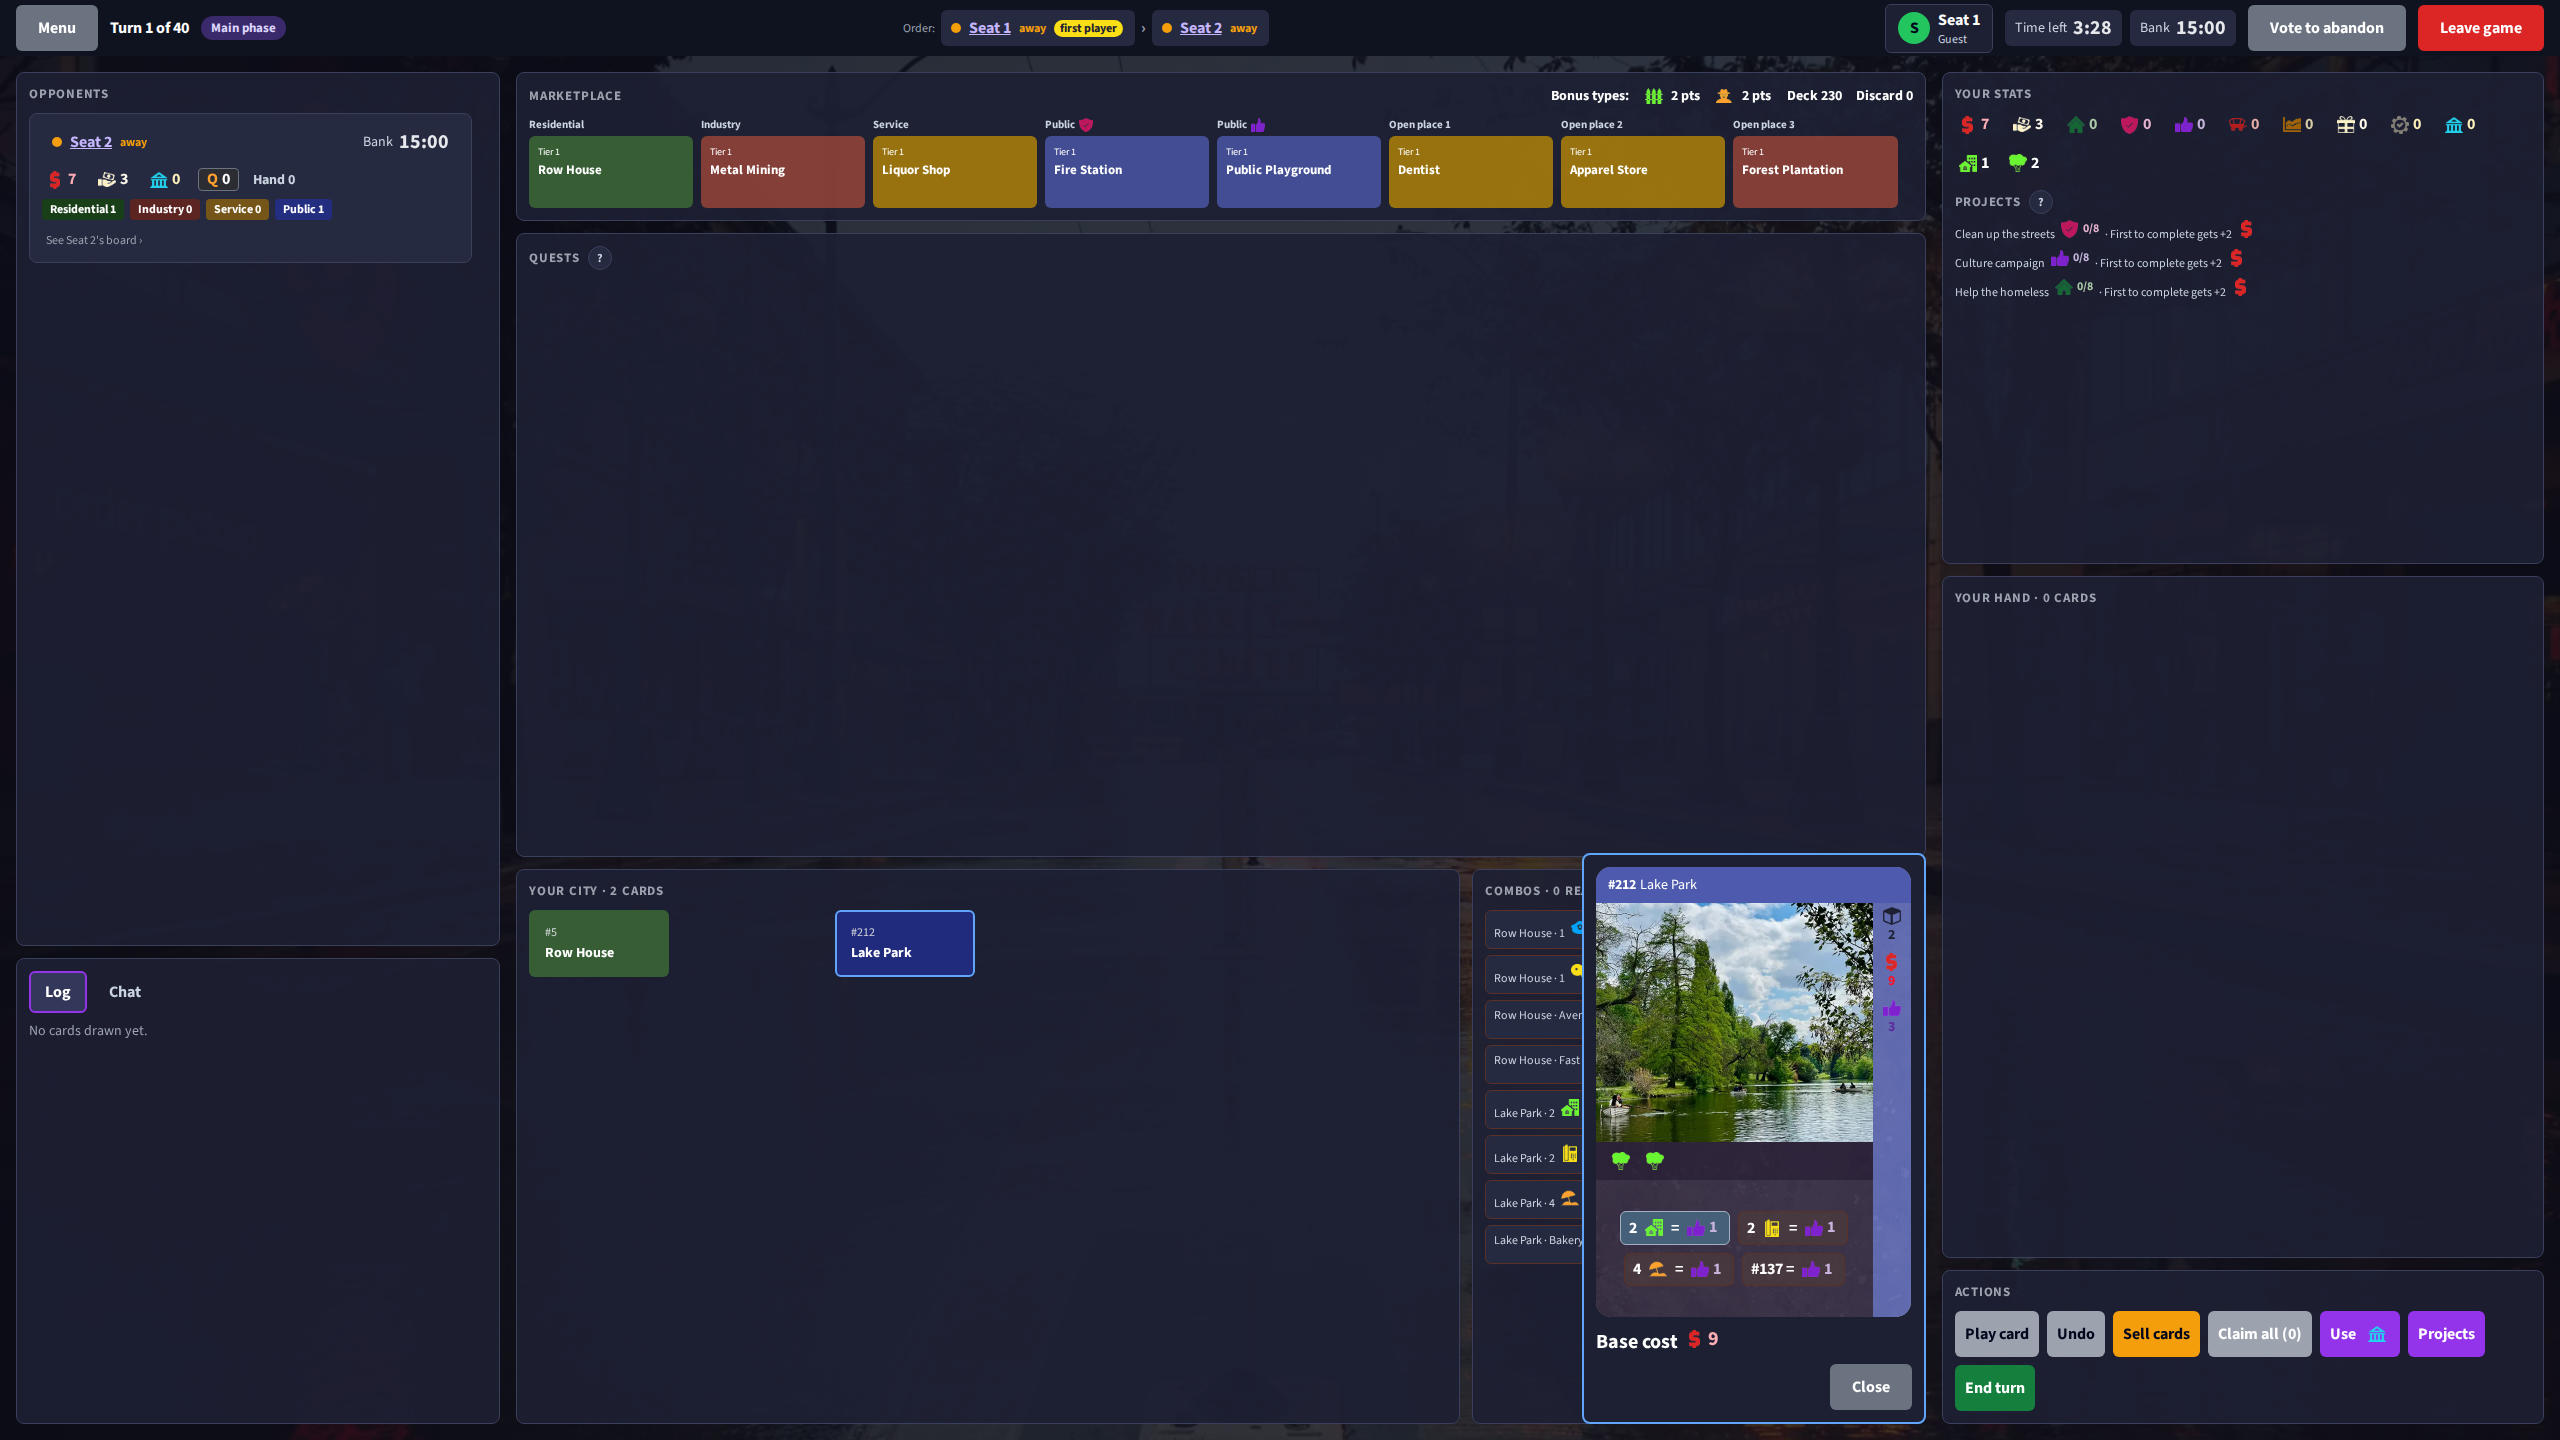 Menu
Turn 1 of 40
Main phase
Order:
Seat 1 away first player
›
Seat 2 away
S
Seat 1
Guest
Time left 3:28
Bank 15:00
Vote to abandon
Leave game
OPPONENTS
Seat 2 away
Bank 15:00
7 3 0 Q 0 Hand 0
Residential 1 Industry 0 Service 0 Public 1
See Seat 2's board ›
MARKETPLACE
Bonus types: 2 pts 2 pts Deck 230 Discard 0
Residential Industry Service Public Public Open place 1 Open place 2 Open place 3
Tier 1 Tier 1 Tier 1 Tier 1 Tier 1 Tier 1 Tier 1 Tier 1
Row House Metal Mining Liquor Shop Fire Station Public Playground Dentist Apparel Store Forest Plantation
QUESTS ?
YOUR STATS
7 3 0 0 0 0 0 0 0 0
1 2
PROJECTS ?
Clean up the streets 0/8 · First to complete gets +2
Culture campaign 0/8 · First to complete gets +2
Help the homeless 0/8 · First to complete gets +2
YOUR HAND · 0 CARDS
Log Chat
No cards drawn yet.
YOUR CITY · 2 CARDS
#5
Row House
#212
Lake Park
COMBOS · 0
Row House · 1
Row House · 1
Row House ·
Row House · Fast
Lake Park · 2
Lake Park · 2
Lake Park · 4
Lake Park · Bakery
#212 Lake Park
2
9
3
2 = 1
2 = 1
4 = 1
#137 = 1
Base cost 9
Close
ACTIONS
Play card
Undo
Sell cards
Claim all (0)
Use
Projects
End turn